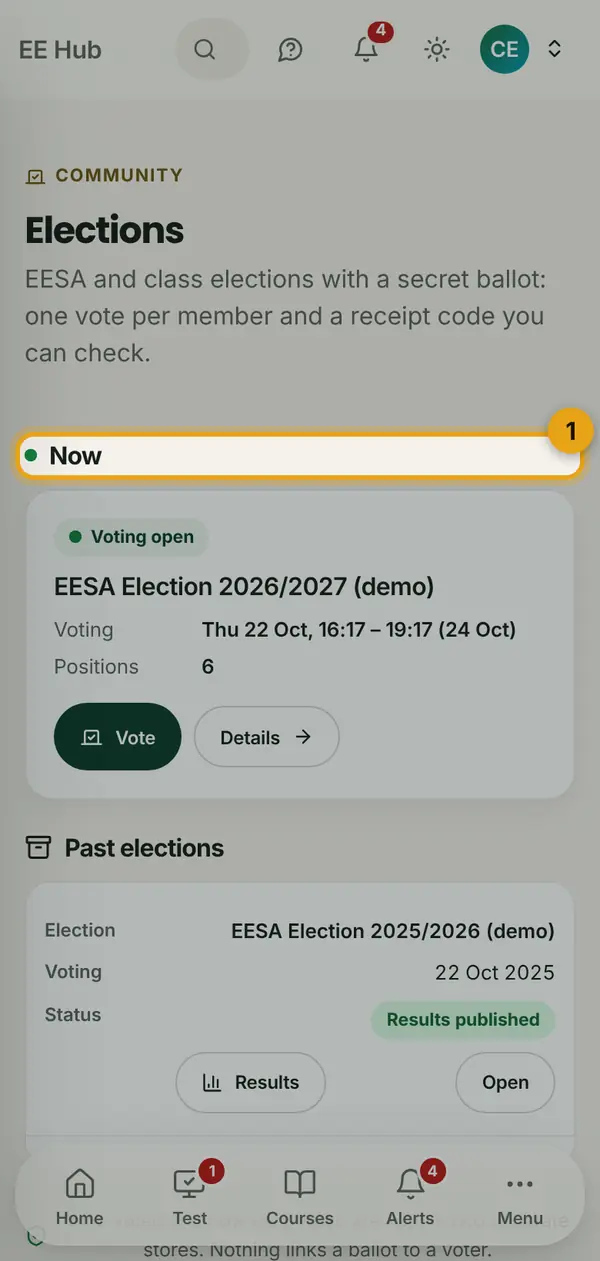 EE Hub
4
CE
COMMUNITY
Elections
EESA and class elections with a secret ballot:
one vote per member and a receipt code you
can check.
1
Now
Voting open
EESA Election 2026/2027 (demo)
Voting Thu 22 Oct, 16:17 – 19:17 (24 Oct)
Positions 6
Vote Details →
Past elections
Election EESA Election 2025/2026 (demo)
Voting 22 Oct 2025
Status Results published
Results Open
1 4
Home Test Courses Alerts Menu
stores. Nothing links a ballot to a voter.